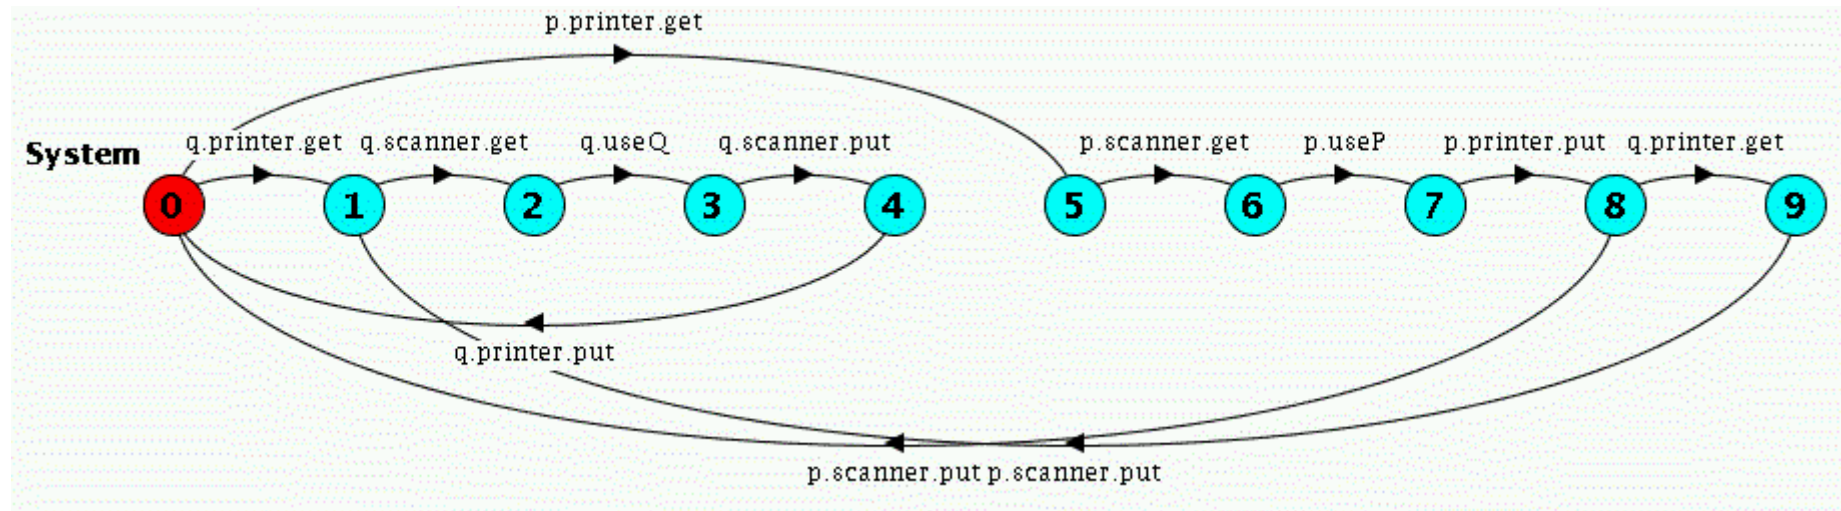 p.printer.get
System
q.printer.get q.scanner.get q.useQ q.scanner.put p.scanner.get p.useP p.printer.put q.printer.get
0 1 2 3 4 5 6 7 8 9
q.printer.put
p.scanner.put p.scanner.put